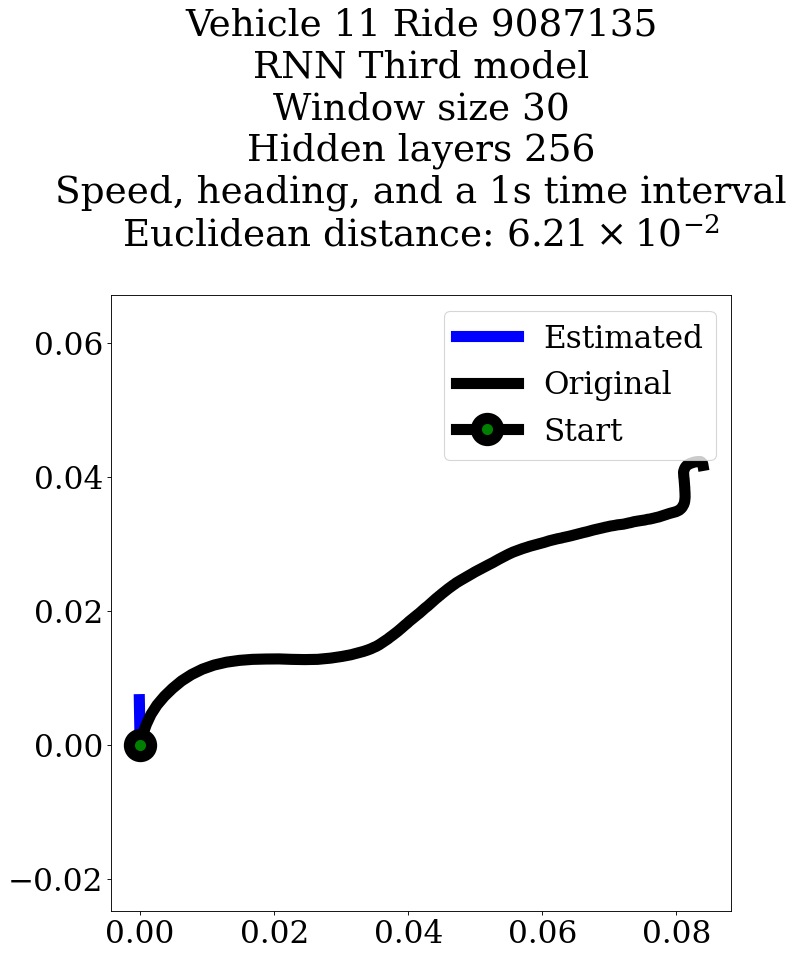 Vehicle 11 Ride 9087135
RNN Third model
Window size 30
Hidden layers 256
Speed, heading, and a 1s time interval
Euclidean distance: 6.21 × 10⁻²
Estimated
Original
Start
0.06
0.04
0.02
0.00
−0.02
0.00 0.02 0.04 0.06 0.08